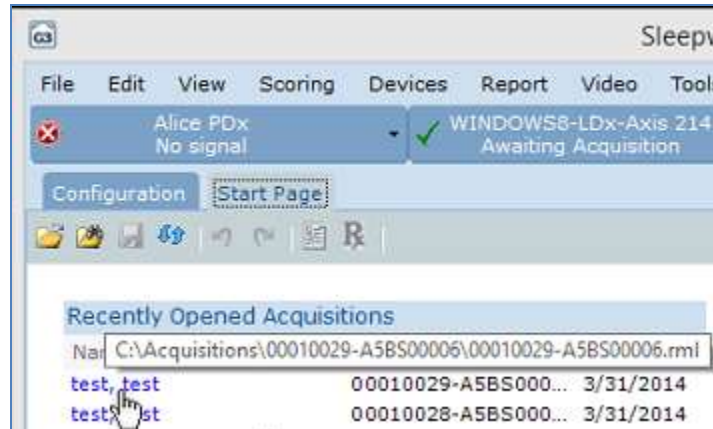 G3 Sleepw
File Edit View Scoring Devices Report Video Tools
Alice PDx WINDOWS8-LDx-Axis 214
No signal Awaiting Acquisition
Configuration Start Page
Recently Opened Acquisitions
C:\Acquisitions\00010029-A5BS00006\00010029-A5BS00006.rml
test, test 00010029-A5BS000... 3/31/2014
00010028-A5BS000... 3/31/2014